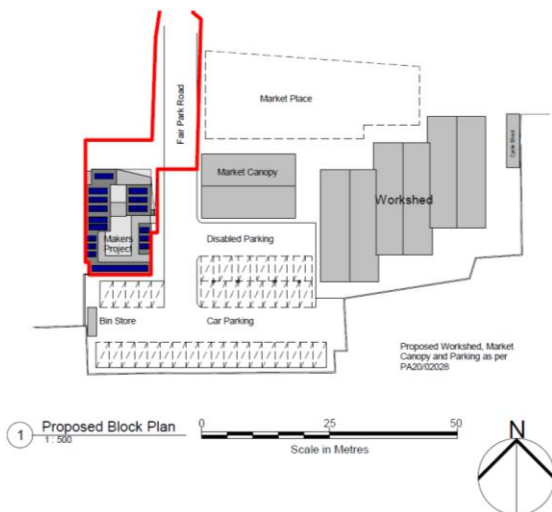 Fair Park Road
Market Place
Cycle Shed
Market Canopy
Workshed
Makers
Project
Disabled Parking
Bin Store
Car Parking
Proposed Workshed, Market
Canopy and Parking as per
PA20/02028
1
Proposed Block Plan
1 : 500
0
25
50
Scale in Metres
N